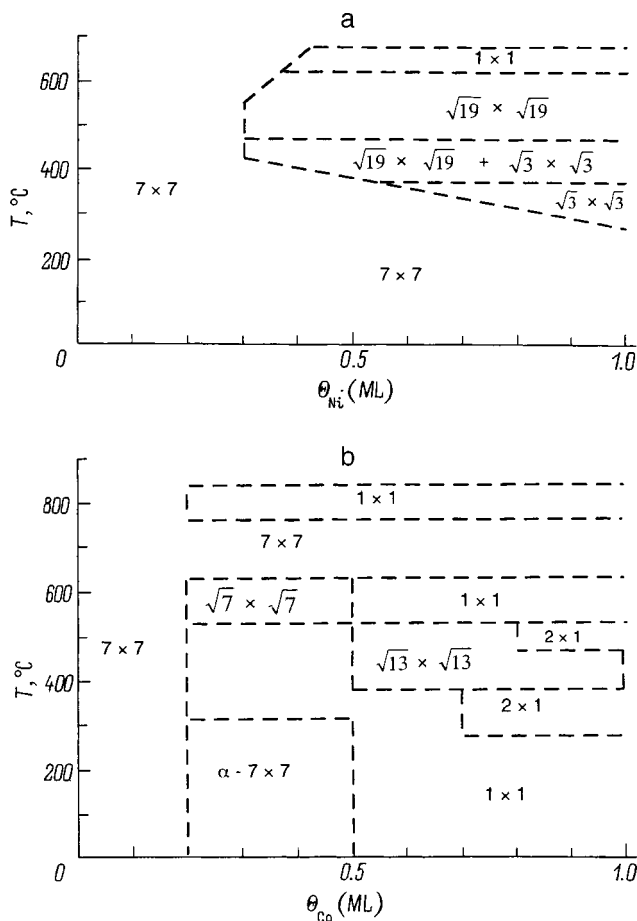 a
600
1 × 1
√19 × √19
√19 × √19 + √3 × √3
400
7 × 7
√3 × √3
T, °C
200
7 × 7
0
0.5
1.0
Θ_Ni (ML)
b
800
1 × 1
7 × 7
600
√7 × √7
1 × 1
7 × 7
2 × 1
√13 × √13
T, °C
400
2 × 1
200
α - 7 × 7
1 × 1
0
0.5
1.0
Θ_Co (ML)